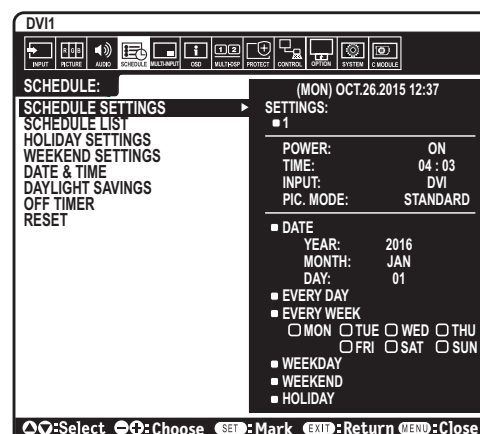 DVI1
INPUT PICTURE AUDIO SCHEDULE MULTI-INPUT OSD MULTI-DSP PROTECT CONTROL OPTION SYSTEM C MODULE
SCHEDULE:
SCHEDULE SETTINGS
SCHEDULE LIST
HOLIDAY SETTINGS
WEEKEND SETTINGS
DATE & TIME
DAYLIGHT SAVINGS
OFF TIMER
RESET
(MON) OCT.26.2015 12:37
SETTINGS:
1
POWER: ON
TIME: 04 : 03
INPUT: DVI
PIC. MODE: STANDARD
DATE
YEAR: 2016
MONTH: JAN
DAY: 01
EVERY DAY
EVERY WEEK
MON TUE WED THU
FRI SAT SUN
WEEKDAY
WEEKEND
HOLIDAY
:Select :Choose SET:Mark EXIT:Return MENU:Close